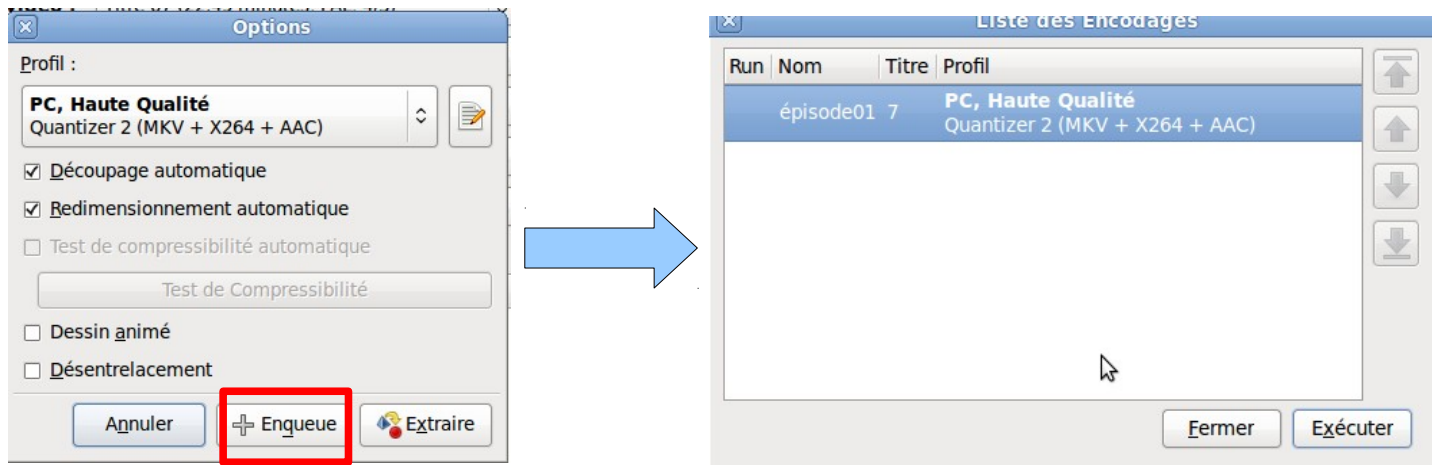 Options
Profil :
PC, Haute Qualité
Quantizer 2 (MKV + X264 + AAC)
Découpage automatique
Redimensionnement automatique
Test de compressibilité automatique
Test de Compressibilité
Dessin animé
Désentrelacement
Annuler
Enqueue
Extraire
Liste des Encodages
Run Nom Titre Profil
épisode01 7 PC, Haute Qualité
Quantizer 2 (MKV + X264 + AAC)
Fermer
Exécuter